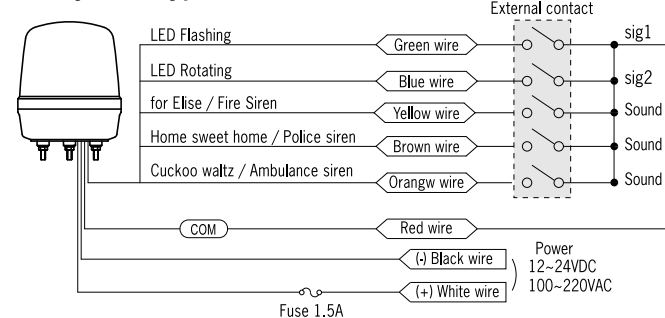 External contact
LED Flashing
Green wire
sig1
LED Rotating
Blue wire
sig2
for Elise / Fire Siren
Yellow wire
Sound
Home sweet home / Police siren
Brown wire
Sound
Cuckoo waltz / Ambulance siren
Orangw wire
Sound
COM
Red wire
(-) Black wire
Power
12~24VDC
100~220VAC
(+) White wire
Fuse 1.5A